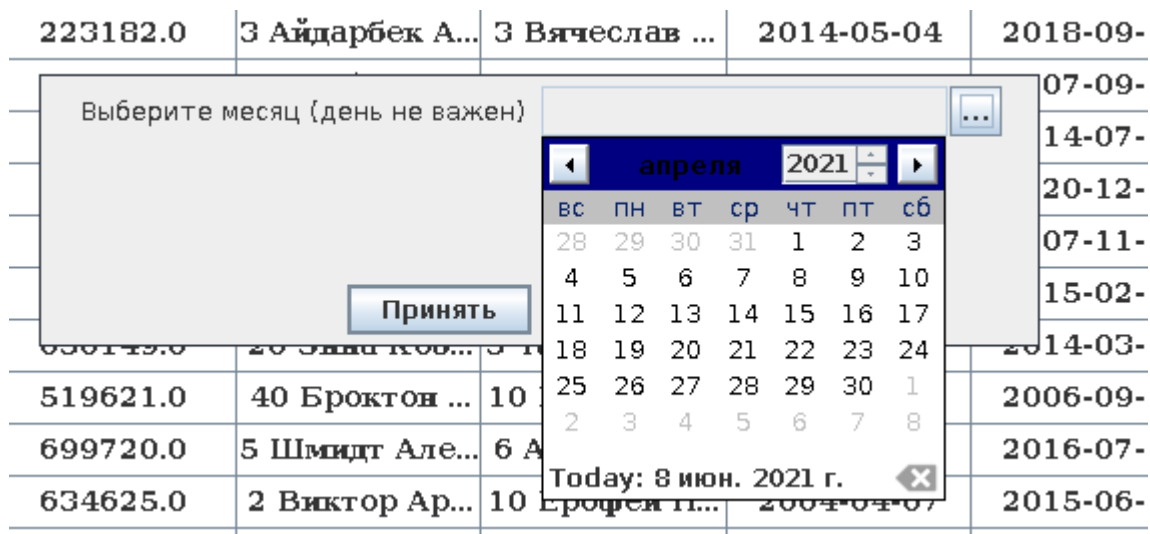 223182.0 3 Айдарбек А... 3 Вячеслав ... 2014-05-04 2018-09-
07-09-
Выберите месяц (день не важен) ...
14-07-
апреля 2021
20-12-
вс пн вт ср чт пт сб
28 29 30 31 1 2 3
07-11-
4 5 6 7 8 9 10
15-02-
Принять
11 12 13 14 15 16 17
18 19 20 21 22 23 24
2014-03-
25 26 27 28 29 30 1
519621.0 40 Броктон ... 10 2006-09-
2 3 4 5 6 7 8
699720.0 5 Шмидт Але... 6 А 2016-07-
Today: 8 июн. 2021 г.
634625.0 2 Виктор Ар... 10 Ерофей П... 2004-04-07 2015-06-